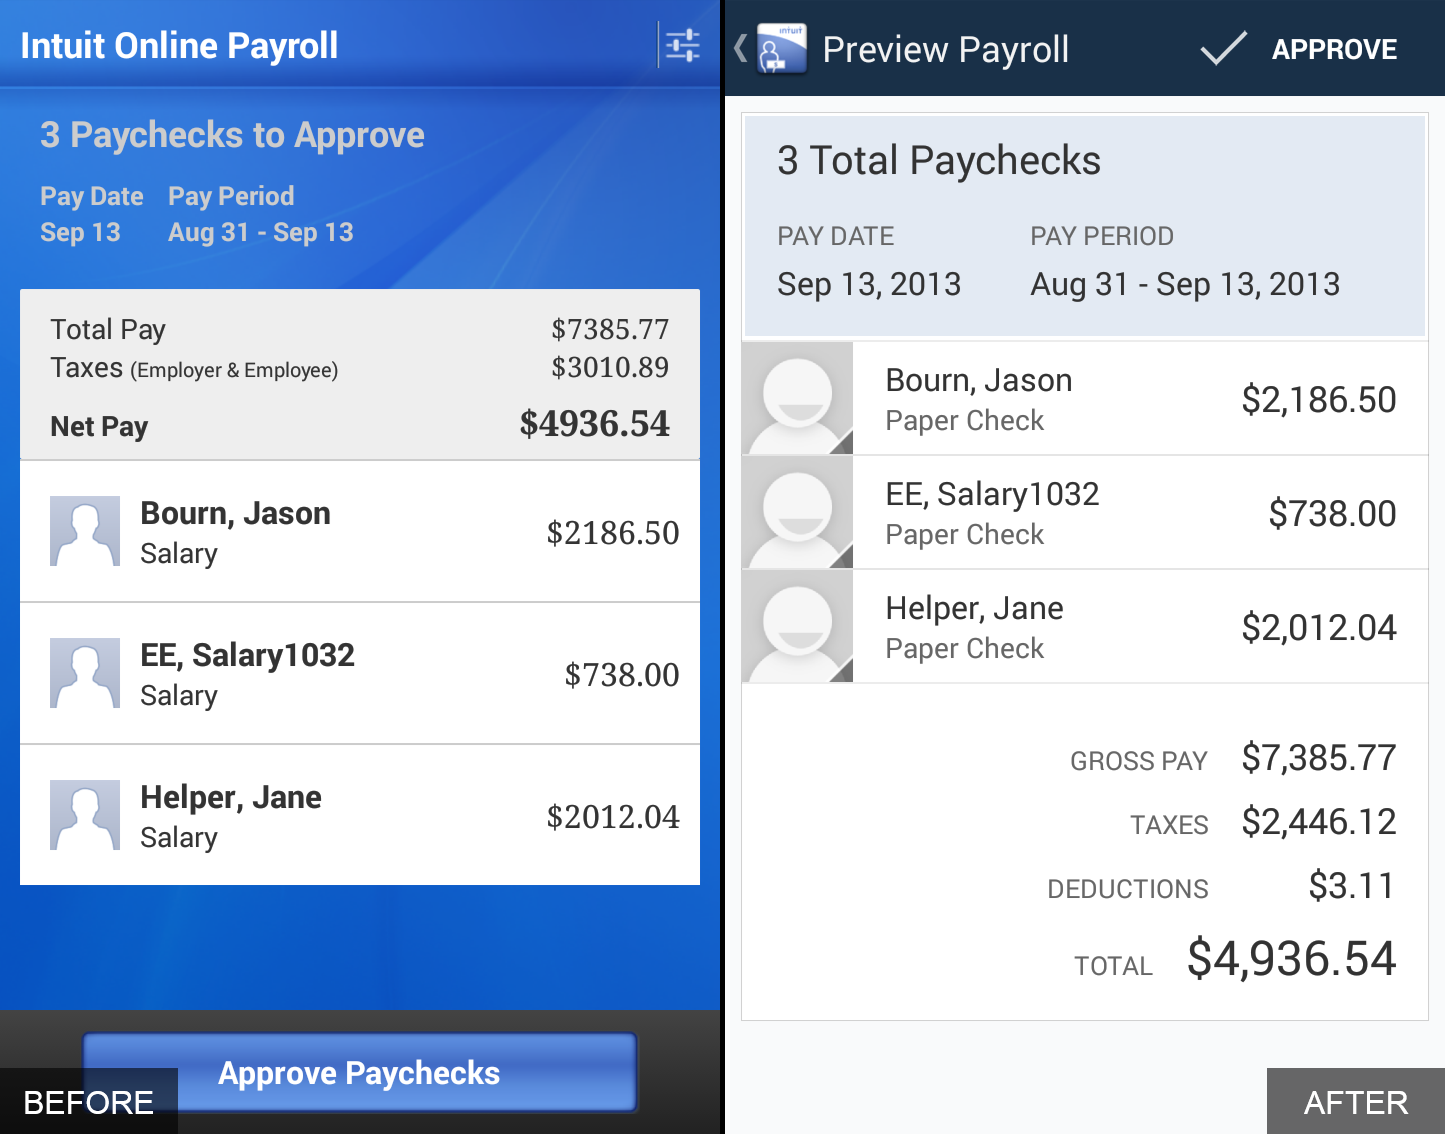 Intuit Online Payroll
3 Paychecks to Approve
Pay Date Pay Period
Sep 13 Aug 31 - Sep 13
Total Pay $7385.77
Taxes (Employer & Employee) $3010.89
Net Pay $4936.54
Bourn, Jason
Salary
$2186.50
EE, Salary1032
Salary
$738.00
Helper, Jane
Salary
$2012.04
Approve Paychecks
BEFORE
intuit
Preview Payroll
APPROVE
3 Total Paychecks
PAY DATE PAY PERIOD
Sep 13, 2013 Aug 31 - Sep 13, 2013
Bourn, Jason
Paper Check
$2,186.50
EE, Salary1032
Paper Check
$738.00
Helper, Jane
Paper Check
$2,012.04
GROSS PAY $7,385.77
TAXES $2,446.12
DEDUCTIONS $3.11
TOTAL $4,936.54
AFTER